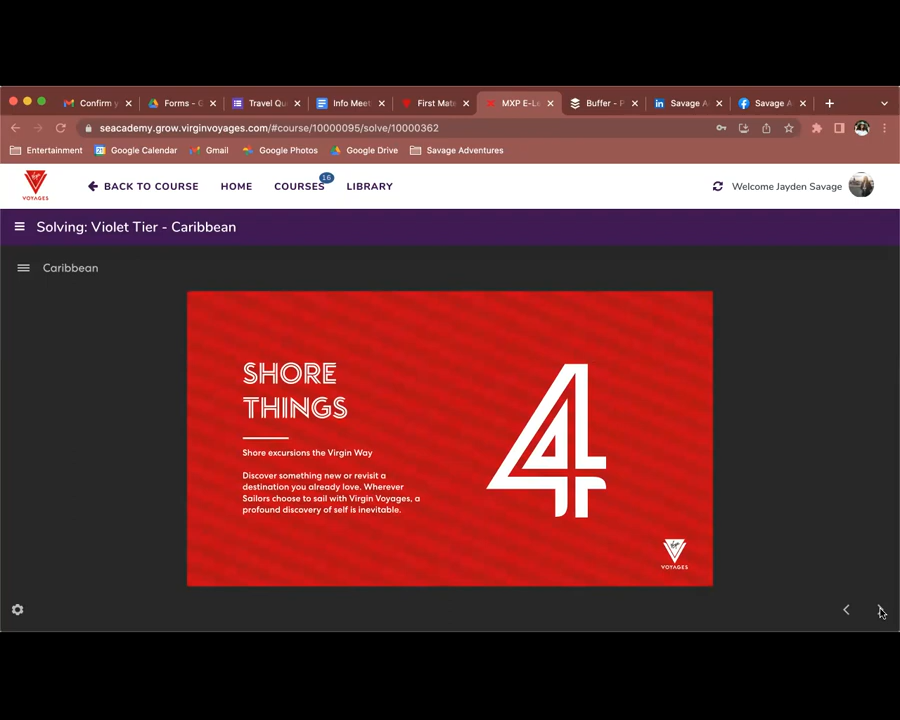 Confirm y
Forms - G
Travel Qu
Info Meet
First Mate
MXP E-Le
Buffer - P
Savage A
Savage A
seacademy.grow.virginvoyages.com/#course/10000095/solve/10000362
Entertainment
Google Calendar
Gmail
Google Photos
Google Drive
Savage Adventures
VOYAGES
BACK TO COURSE
HOME
COURSES
16
LIBRARY
Welcome Jayden Savage
Solving: Violet Tier - Caribbean
Caribbean
SHORE
THINGS
Shore excursions the Virgin Way
Discover something new or revisit a
destination you already love. Wherever
Sailors choose to sail with Virgin Voyages, a
profound discovery of self is inevitable.
4
Virgin
VOYAGES